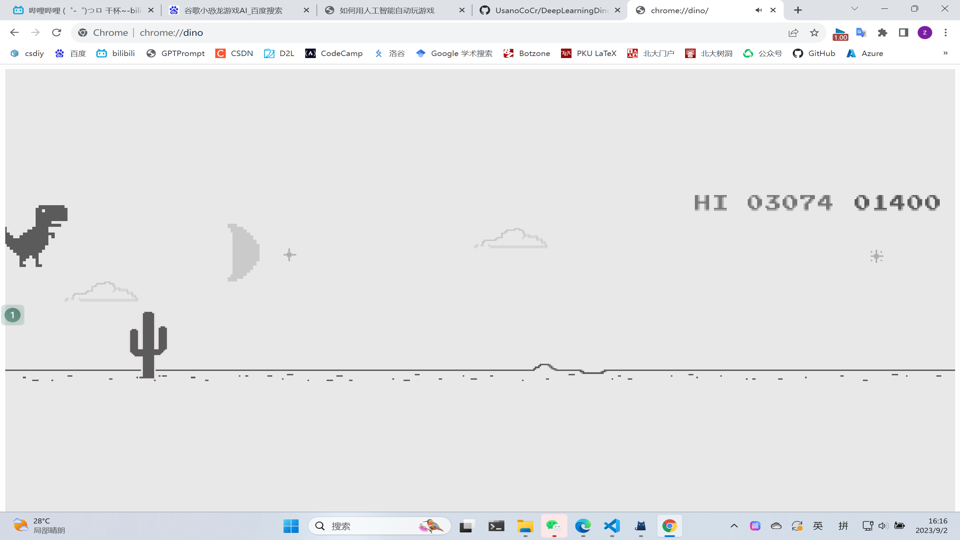 哔哩哔哩 (゜-゜)つロ 干杯~-bili
谷歌小恐龙游戏AI_百度搜索
如何用人工智能自动玩游戏
UsanoCoCr/DeepLearningDin
chrome://dino/
Chrome | chrome://dino
1.00
z
csdiy
百度
bilibili
GPTPrompt
CSDN
D2L
CodeCamp
洛谷
Google 学术搜索
Botzone
PKU LaTeX
北大门户
北大树洞
公众号
GitHub
Azure
»
HI 03074 01400
1
28°C
局部晴朗
搜索
英
拼
16:16
2023/9/2